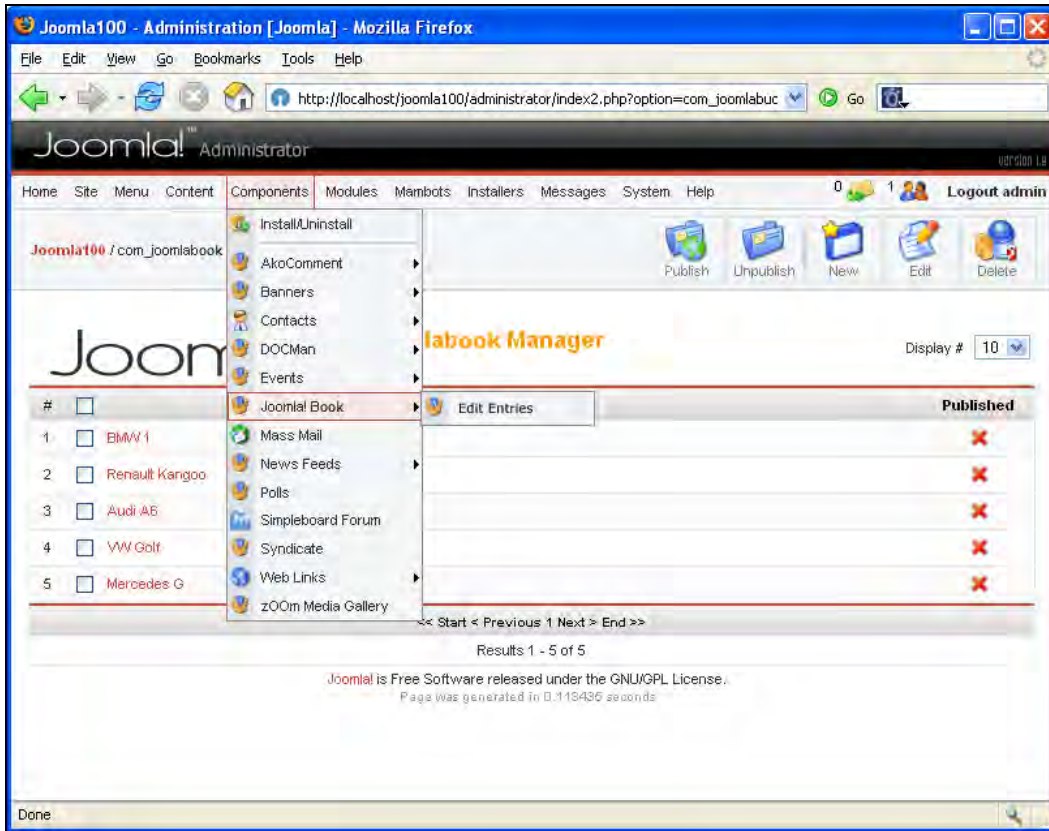 Joomla100 - Administration [Joomla] - Mozilla Firefox
File Edit View Go Bookmarks Tools Help
http://localhost/joomla100/administrator/index2.php?option=com_joomlabuc Go
Joomla!™ Administrator
version 1.0
Home Site Menu Content Components Modules Mambots Installers Messages System Help 0 1 Logout admin
Joomla100 / com_joomlabook
Publish Unpublish New Edit Delete
Install/Uninstall
AkoComment
Banners
Contacts
DOCMan
Events
Joomla! Book
Edit Entries
Mass Mail
News Feeds
Polls
Simpleboard Forum
Syndicate
Web Links
zOOm Media Gallery
Joom labook Manager
Display # 10
# Published
1 BMW 1
2 Renault Kangoo
3 Audi A6
4 VW Golf
5 Mercedes G
<< Start < Previous 1 Next > End >>
Results 1 - 5 of 5
Joomla! is Free Software released under the GNU/GPL License.
Page was generated in 0.113436 seconds
Done